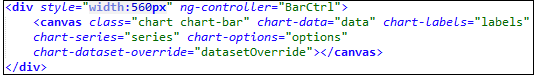 <div style="width:560px" ng-controller="BarCtrl">
<canvas class="chart chart-bar" chart-data="data" chart-labels="labels"
chart-series="series" chart-options="options"
chart-dataset-override="datasetOverride"></canvas>
</div>